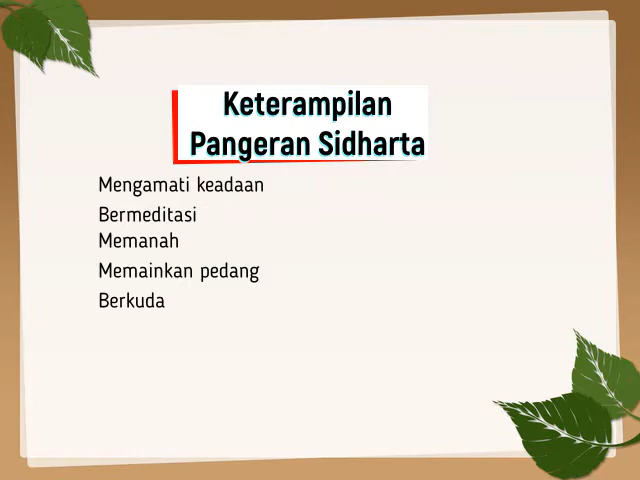 Keterampilan
Pangeran Sidharta
Mengamati keadaan
Bermeditasi
Memanah
Memainkan pedang
Berkuda